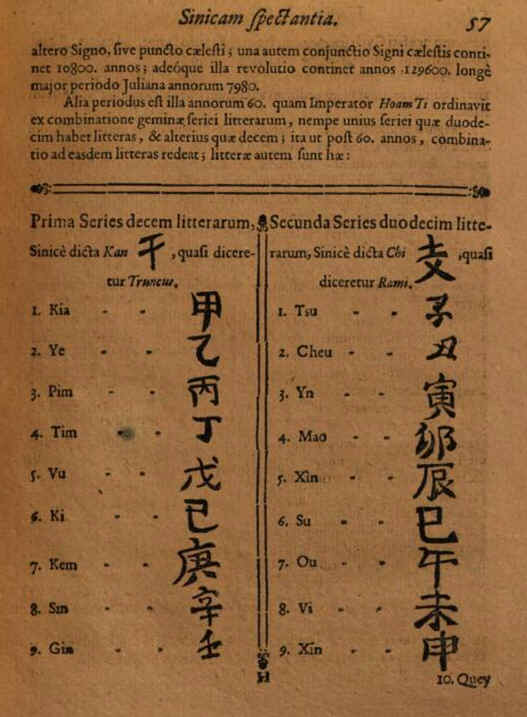 Sinicam ſpectantia. 57
altero Signo, ſive puncto cæleſti; una autem conjunctio Signi cæleſtis conti-
net 10800. annos; adeóque illa revolutio continet annos 129600. longè
major periodo Juliana annorum 7980.
Alia periodus eſt illa annorum 60. quam Imperator Hoam Ti ordinavit
ex combinatione geminæ ſeriei litterarum, nempe unius ſeriei quæ duode-
cim habet litteras, & alterius quæ decem; ita ut poſt 60. annos, combina-
tio ad easdem litteras redeat; litteræ autem ſunt hæ:
Prima Series decem litterarum,
Sinicè dicta Kan 干, quaſi dicere-
tur Truncus.
1. Kia - - 甲
2. Ye - - 乙
3. Pim - - 丙
4. Tim - - 丁
5. Vu - - 戊
6. Ki - - 已
7. Kem - - 庚
8. Sin - - 辛
9. Gin - - 壬
Secunda Series duodecim litte-
rarum, Sinicè dicta Chi 支, quaſi
diceretur Rami.
1. Tsu - - 子
2. Cheu - - 丑
3. Yn - - 寅
4. Mao - - 卯
5. Xin - - 辰
6. Su - - 巳
7. Ou - - 午
8. Vi - - 未
9. Xin - - 申
10. Quey